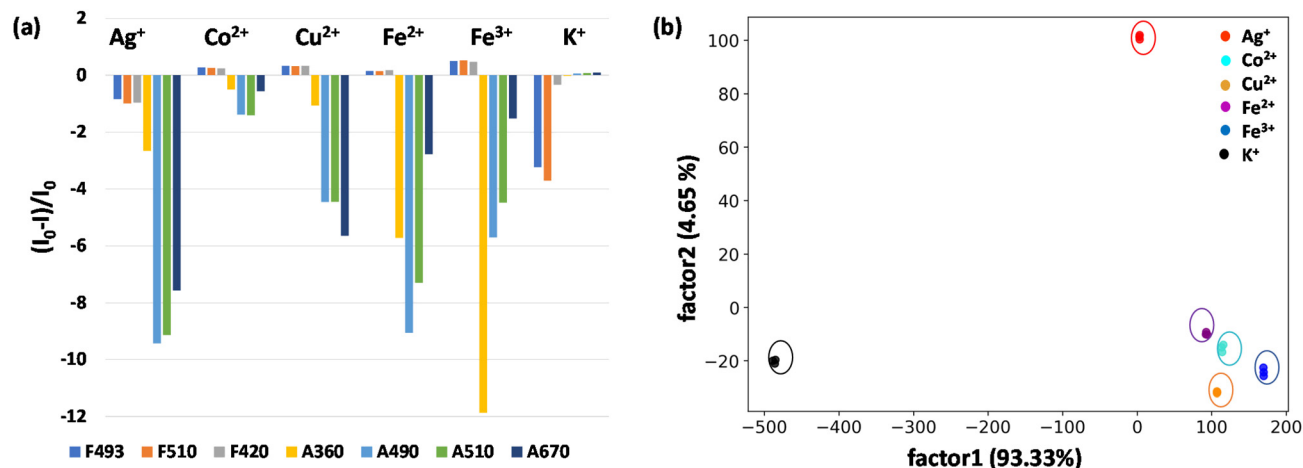 (a)
2
0
-2
-4
-6
-8
-10
-12
(I₀-I)/I₀
Ag⁺ Co²⁺ Cu²⁺ Fe²⁺ Fe³⁺ K⁺
F493 F510 F420 A360 A490 A510 A670
(b)
100
80
60
40
20
0
−20
factor2 (4.65 %)
Ag⁺
Co²⁺
Cu²⁺
Fe²⁺
Fe³⁺
K⁺
−500 −400 −300 −200 −100 0 100 200
factor1 (93.33%)